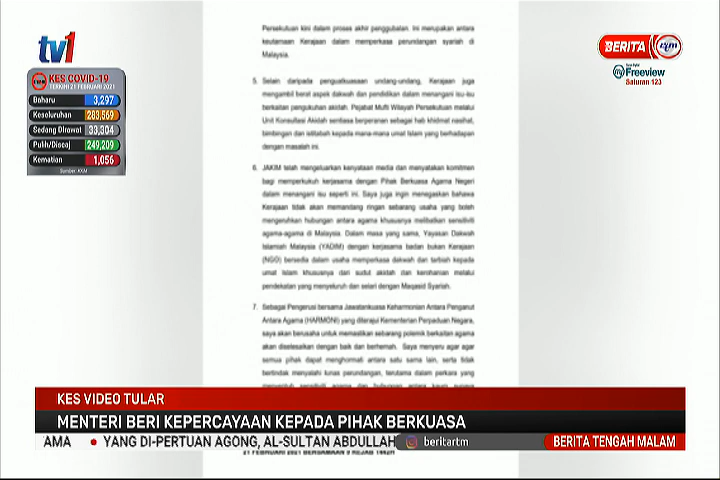 tv1
BERITA rtm
myFreeview
Saluran 123
KES COVID-19
TERKINI 21 FEBRUARI 2021
Baharu 3,297
Keseluruhan 283,569
Sedang Dirawat 33,304
Pulih/Discaj 249,209
Kematian 1,056
Sumber: KKM
Persekutuan kini dalam proses akhir penggubalan. Ini merupakan antara
keutamaan Kerajaan dalam memperkasa perundangan syariah di
Malaysia.
5. Selain daripada penguatkuasaan undang-undang, Kerajaan juga
mengambil berat aspek dakwah dan pendidikan dalam menangani isu-isu
berkaitan pengukuhan akidah. Pejabat Mufti Wilayah Persekutuan melalui
Unit Konsultasi Akidah sentiasa berperanan sebagai hab khidmat nasihat,
bimbingan dan istitabah kepada mana-mana umat Islam yang berhadapan
dengan masalah ini.
6. JAKIM telah mengeluarkan kenyataan media dan menyatakan komitmen
bagi memperkukuh kerjasama dengan Pihak Berkuasa Agama Negeri
dalam menangani isu seperti ini. Saya juga ingin menegaskan bahawa
Kerajaan tidak akan memandang ringan sebarang usaha yang boleh
mengeruhkan hubungan antara agama khususnya melibatkan sensitiviti
agama-agama di Malaysia. Dalam masa yang sama, Yayasan Dakwah
Islamiah Malaysia (YADIM) dengan kerjasama badan bukan Kerajaan
(NGO) bersedia dalam usaha memperkasa dakwah dan tarbiah kepada
umat Islam khususnya dari sudut akidah dan kerohanian melalui
pendekatan yang menyeluruh dan selari dengan Maqasid Syariah.
7. Sebagai Pengerusi bersama Jawatankuasa Keharmonian Antara Penganut
Antara Agama (HARMONI) yang diterajui Kementerian Perpaduan Negara,
saya akan berusaha untuk memastikan sebarang polemik berkaitan agama
akan diselesaikan dengan baik dan berhemah. Saya menyeru agar agar
semua pihak dapat menghormati antara satu sama lain, serta tidak
bertindak menyalahi lunas perundangan, terutama dalam perkara yang
menyentuh sensitiviti agama dan hubungan antara kaum supaya
KES VIDEO TULAR
MENTERI BERI KEPERCAYAAN KEPADA PIHAK BERKUASA
AMA • YANG DI-PERTUAN AGONG, AL-SULTAN ABDULLAH beritartm BERITA TENGAH MALAM
21 FEBRUARI 2021 BERSAMAAN 9 REJAB 1442H